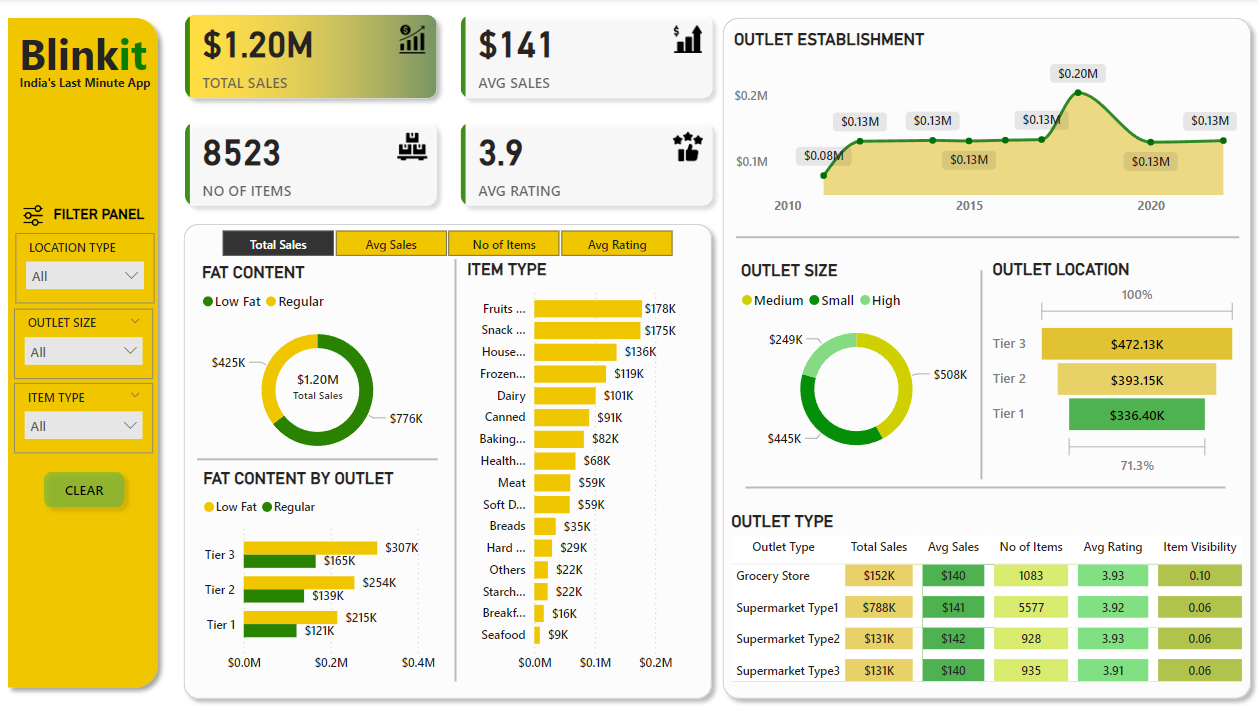 Blinkit
India's Last Minute App
FILTER PANEL
LOCATION TYPE
All
OUTLET SIZE
All
ITEM TYPE
All
CLEAR
$1.20M
TOTAL SALES
$141
AVG SALES
8523
NO OF ITEMS
3.9
AVG RATING
Total Sales Avg Sales No of Items Avg Rating
FAT CONTENT
Low Fat Regular
$425K
$1.20M
Total Sales
$776K
FAT CONTENT BY OUTLET
Low Fat Regular
Tier 3 $307K
$165K
Tier 2 $254K
$139K
Tier 1 $215K
$121K
$0.0M $0.2M $0.4M
ITEM TYPE
Fruits ... $178K
Snack ... $175K
House... $136K
Frozen... $119K
Dairy $101K
Canned $91K
Baking... $82K
Health... $68K
Meat $59K
Soft D... $59K
Breads $35K
Hard ... $29K
Others $22K
Starch... $22K
Breakf... $16K
Seafood $9K
$0.0M $0.1M $0.2M
OUTLET ESTABLISHMENT
$0.20M
$0.2M
$0.13M $0.13M $0.13M $0.13M
$0.08M $0.13M $0.13M
$0.1M
2010 2015 2020
OUTLET SIZE
Medium Small High
$249K
$508K
$445K
OUTLET LOCATION
100%
Tier 3 $472.13K
Tier 2 $393.15K
Tier 1 $336.40K
71.3%
OUTLET TYPE
Outlet Type Total Sales Avg Sales No of Items Avg Rating Item Visibility
Grocery Store $152K $140 1083 3.93 0.10
Supermarket Type1 $788K $141 5577 3.92 0.06
Supermarket Type2 $131K $142 928 3.93 0.06
Supermarket Type3 $131K $140 935 3.91 0.06